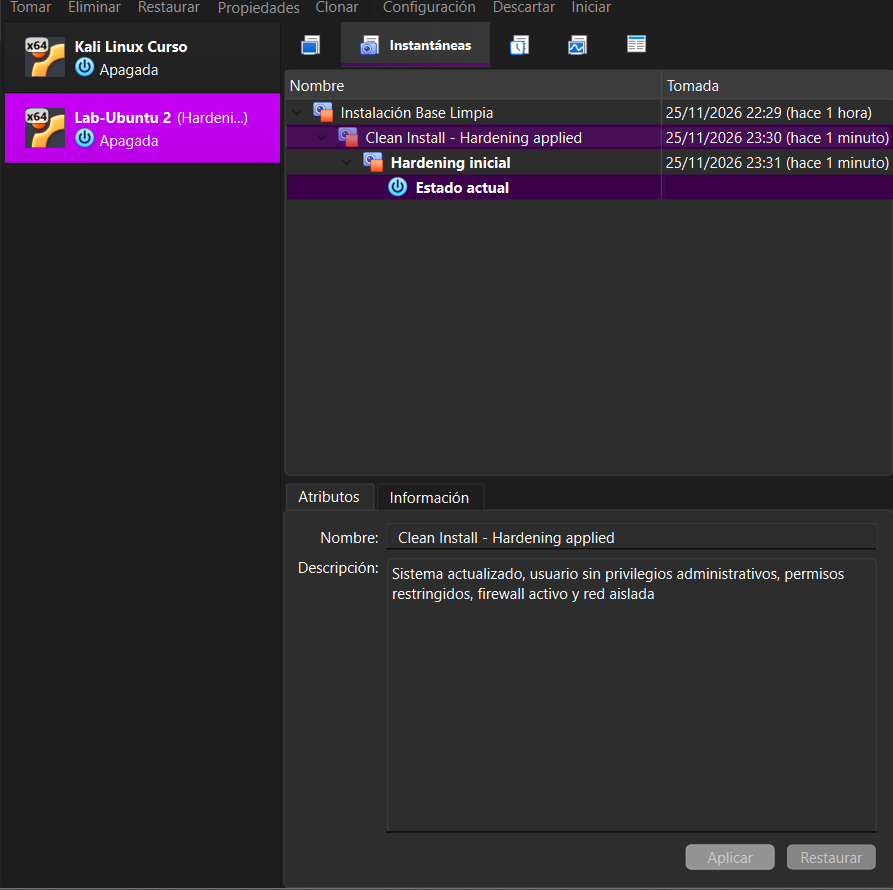 Tomar Eliminar Restaurar Propiedades Clonar Configuración Descartar Iniciar
x64 Kali Linux Curso
Apagada
x64 Lab-Ubuntu 2 (Hardeni...)
Apagada
Instantáneas
Nombre Tomada
Instalación Base Limpia 25/11/2026 22:29 (hace 1 hora)
Clean Install - Hardening applied 25/11/2026 23:30 (hace 1 minuto)
Hardening inicial 25/11/2026 23:31 (hace 1 minuto)
Estado actual
Atributos Información
Nombre: Clean Install - Hardening applied
Descripción: Sistema actualizado, usuario sin privilegios administrativos, permisos
restringidos, firewall activo y red aislada
Aplicar Restaurar